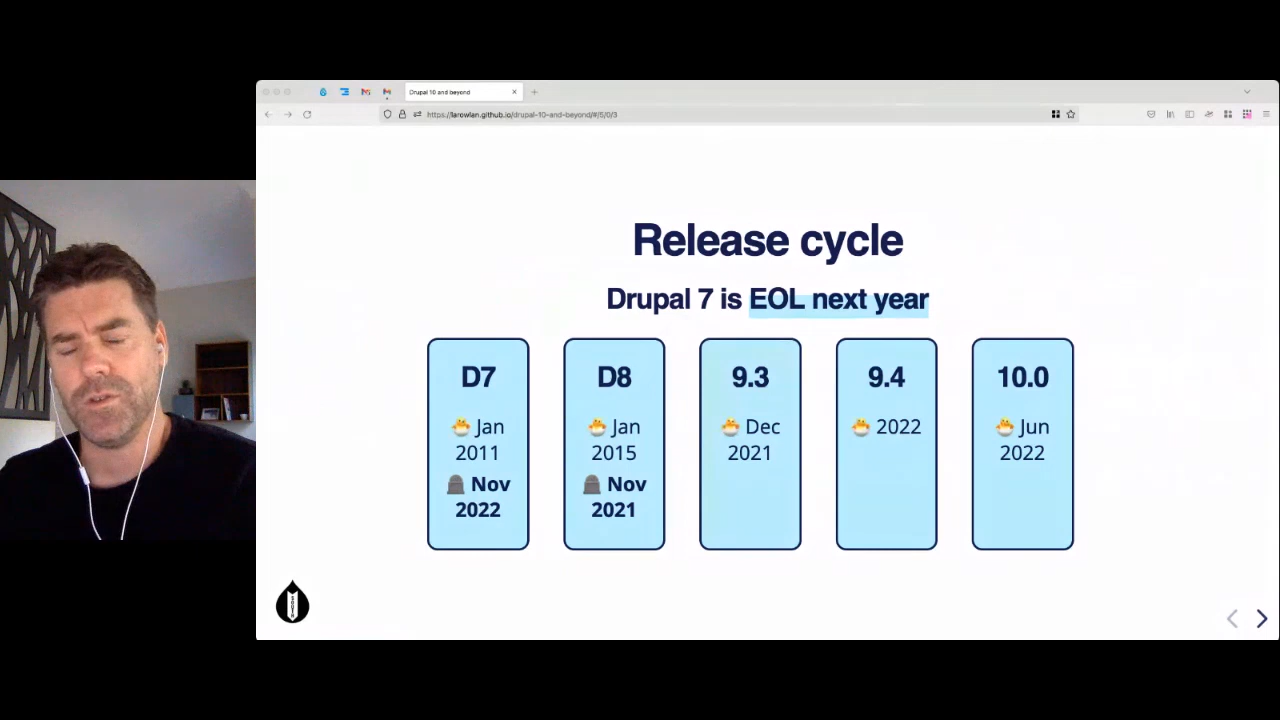 Drupal 10 and beyond
https://larowlan.github.io/drupal-10-and-beyond/#/5/0/3
Release cycle
Drupal 7 is EOL next year
D7
🐣 Jan
2011
🪦 Nov
2022
D8
🐣 Jan
2015
🪦 Nov
2021
9.3
🐣 Dec
2021
9.4
🐣 2022
10.0
🐣 Jun
2022